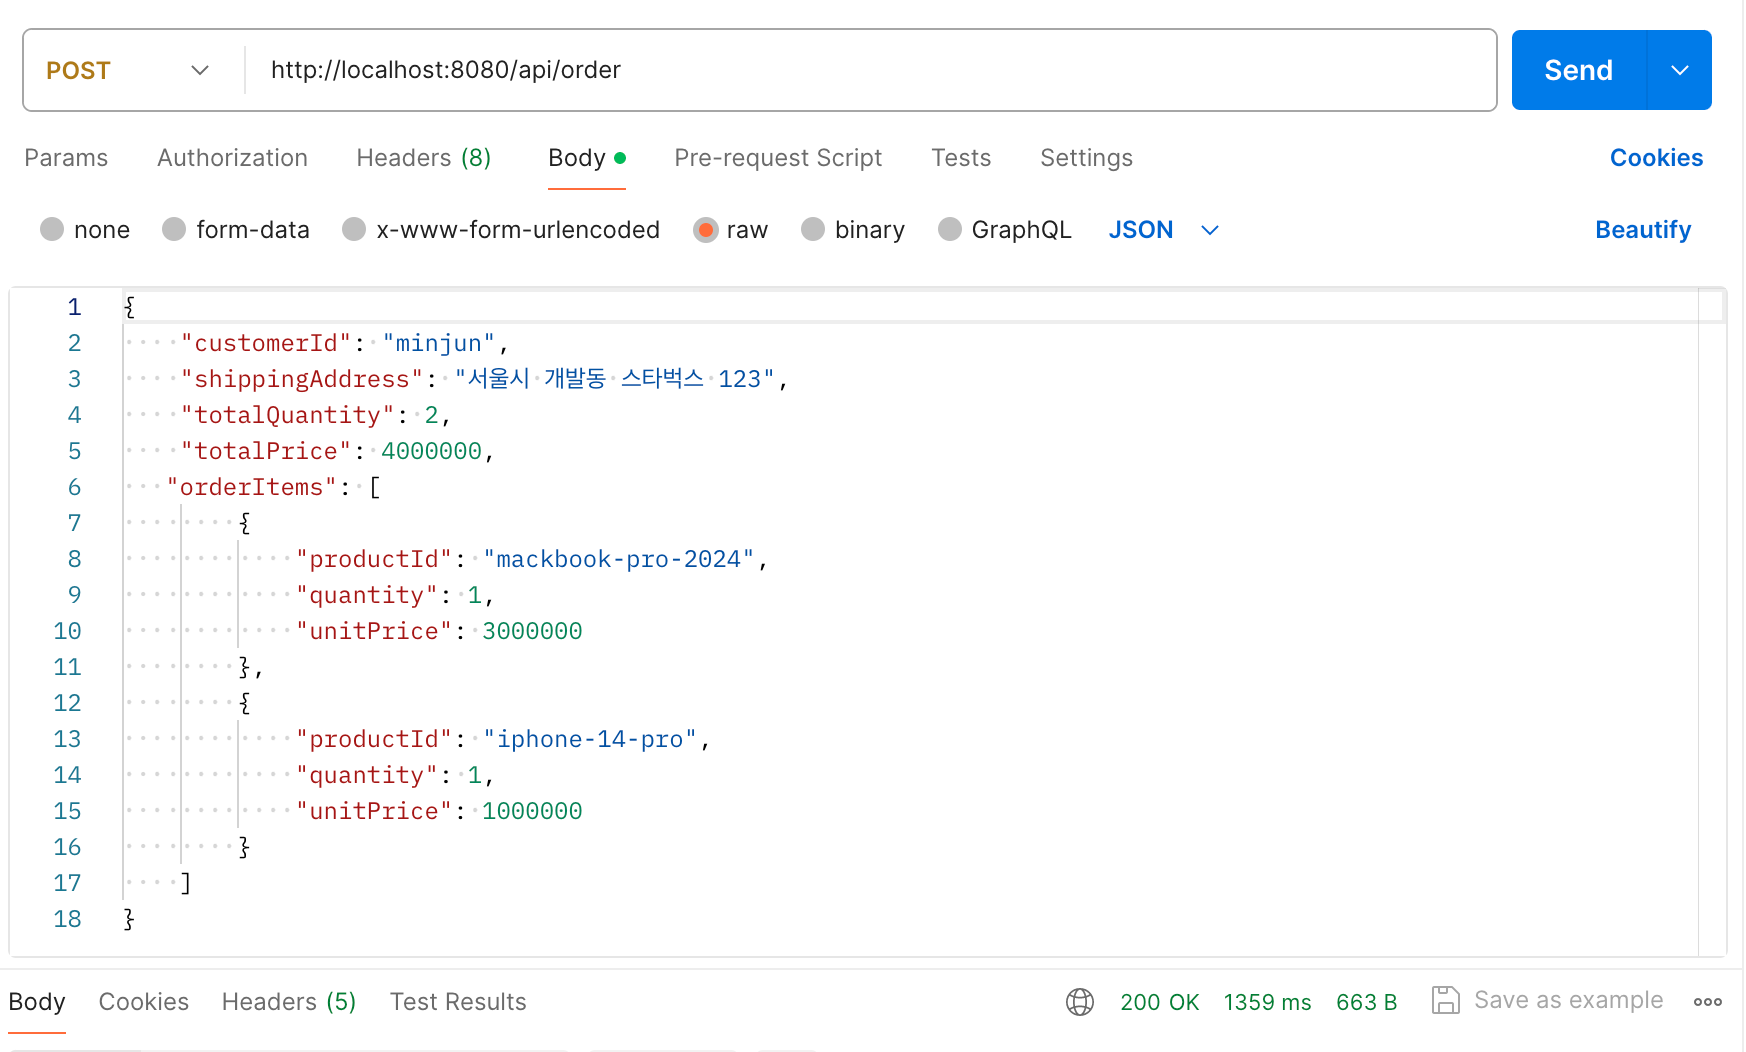 POST http://localhost:8080/api/order Send
Params Authorization Headers (8) Body Pre-request Script Tests Settings Cookies
none form-data x-www-form-urlencoded raw binary GraphQL JSON Beautify
1 {
2 "customerId": "minjun",
3 "shippingAddress": "서울시 개발동 스타벅스 123",
4 "totalQuantity": 2,
5 "totalPrice": 4000000,
6 "orderItems": [
7 {
8 "productId": "mackbook-pro-2024",
9 "quantity": 1,
10 "unitPrice": 3000000
11 },
12 {
13 "productId": "iphone-14-pro",
14 "quantity": 1,
15 "unitPrice": 1000000
16 }
17 ]
18 }
Body Cookies Headers (5) Test Results 200 OK 1359 ms 663 B Save as example